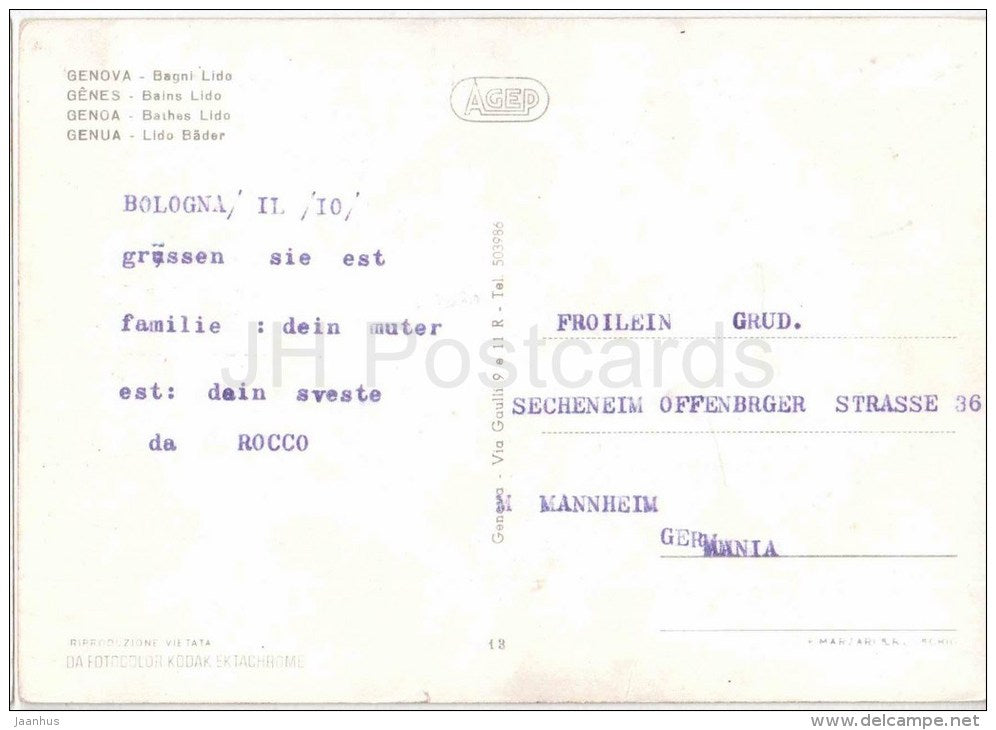 GENOVA - Bagni Lido
GÊNES - Bains Lido
GENOA - Bathes Lido
GENUA - Lido Bäder
AGEP
BOLOGNA/ IL /IO/
grüssen sie est
familie : dein muter
est: dain sveste
da ROCCO
Genova - Via Gaulli 9 e 11 R - Tel. 503986
FROILEIN GRUD.
SECHENEIM OFFENBRGER STRASSE 36
M MANNHEIM
GERMANIA
RIPRODUZIONE VIETATA
DA FOTOCOLOR KODAK EKTACHROME
13
JH Postcards
jaanhus
www.delcampe.net